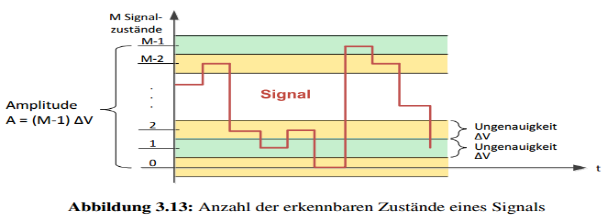 M Signal-
zustände
M-1
M-2
.
.
.
Signal
Amplitude
A = (M-1) ΔV
2
1
0
Ungenauigkeit
ΔV
Ungenauigkeit
ΔV
t
Abbildung 3.13: Anzahl der erkennbaren Zustände eines Signals